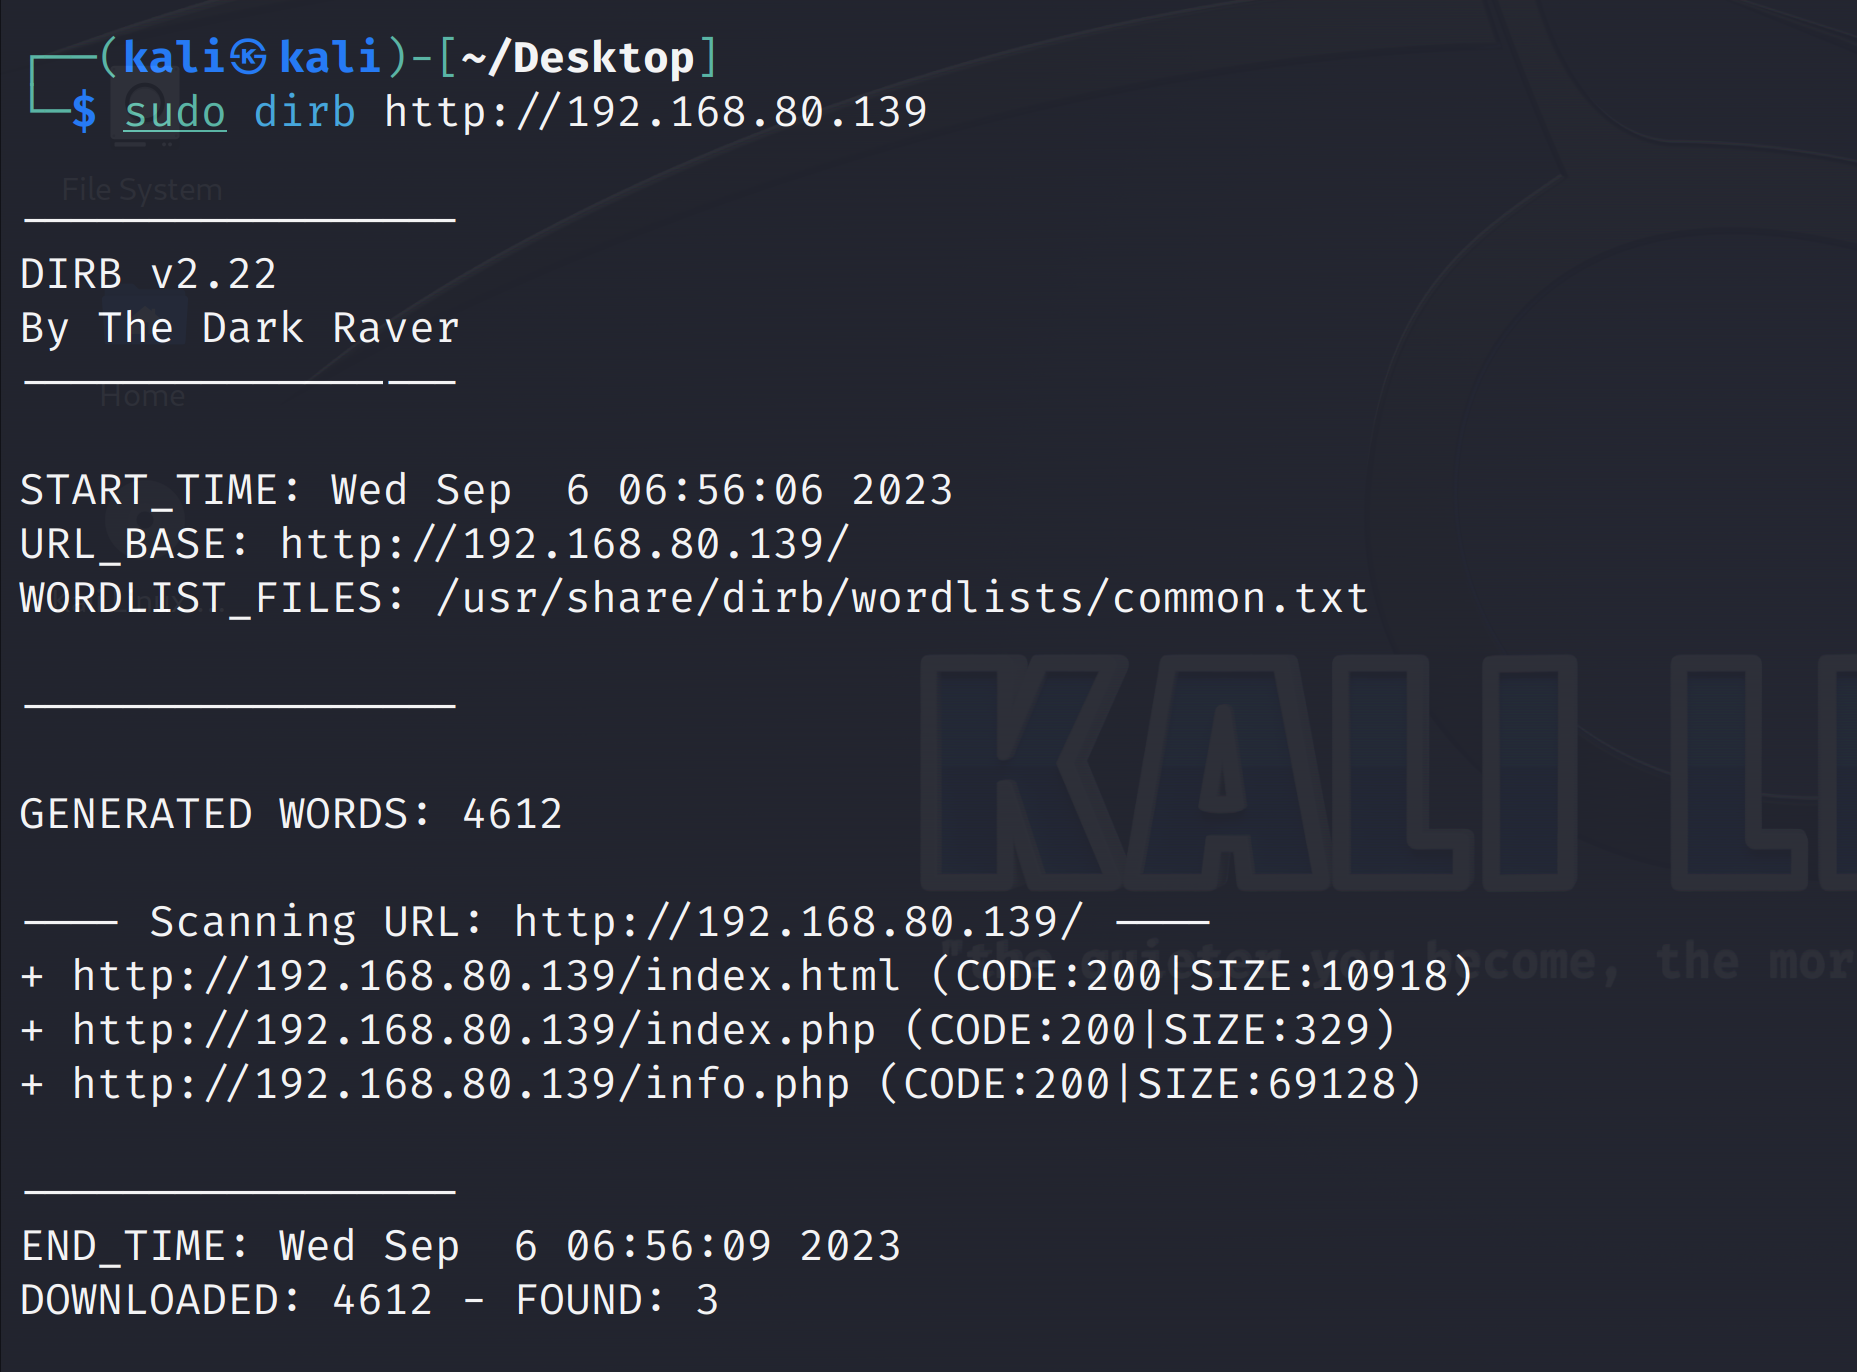 (kali㉿kali)-[~/Desktop]
$ sudo dirb http://192.168.80.139
File System
-----------------
DIRB v2.22
By The Dark Raver
-----------------
Home
START_TIME: Wed Sep  6 06:56:06 2023
URL_BASE: http://192.168.80.139/
WORDLIST_FILES: /usr/share/dirb/wordlists/common.txt
-----------------
KALI LI
GENERATED WORDS: 4612
---- Scanning URL: http://192.168.80.139/ ----
"the quieter you become, the mor
+ http://192.168.80.139/index.html (CODE:200|SIZE:10918)
+ http://192.168.80.139/index.php (CODE:200|SIZE:329)
+ http://192.168.80.139/info.php (CODE:200|SIZE:69128)
-----------------
END_TIME: Wed Sep  6 06:56:09 2023
DOWNLOADED: 4612 - FOUND: 3